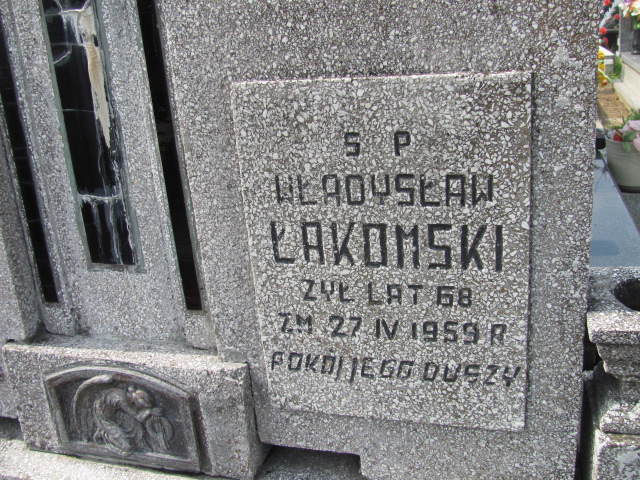 S P
WŁADYSŁAW
ŁAKOMSKI
ŻYŁ LAT 68
ZM 27 IV 1959 R
POKÓJ JEGO DUSZY